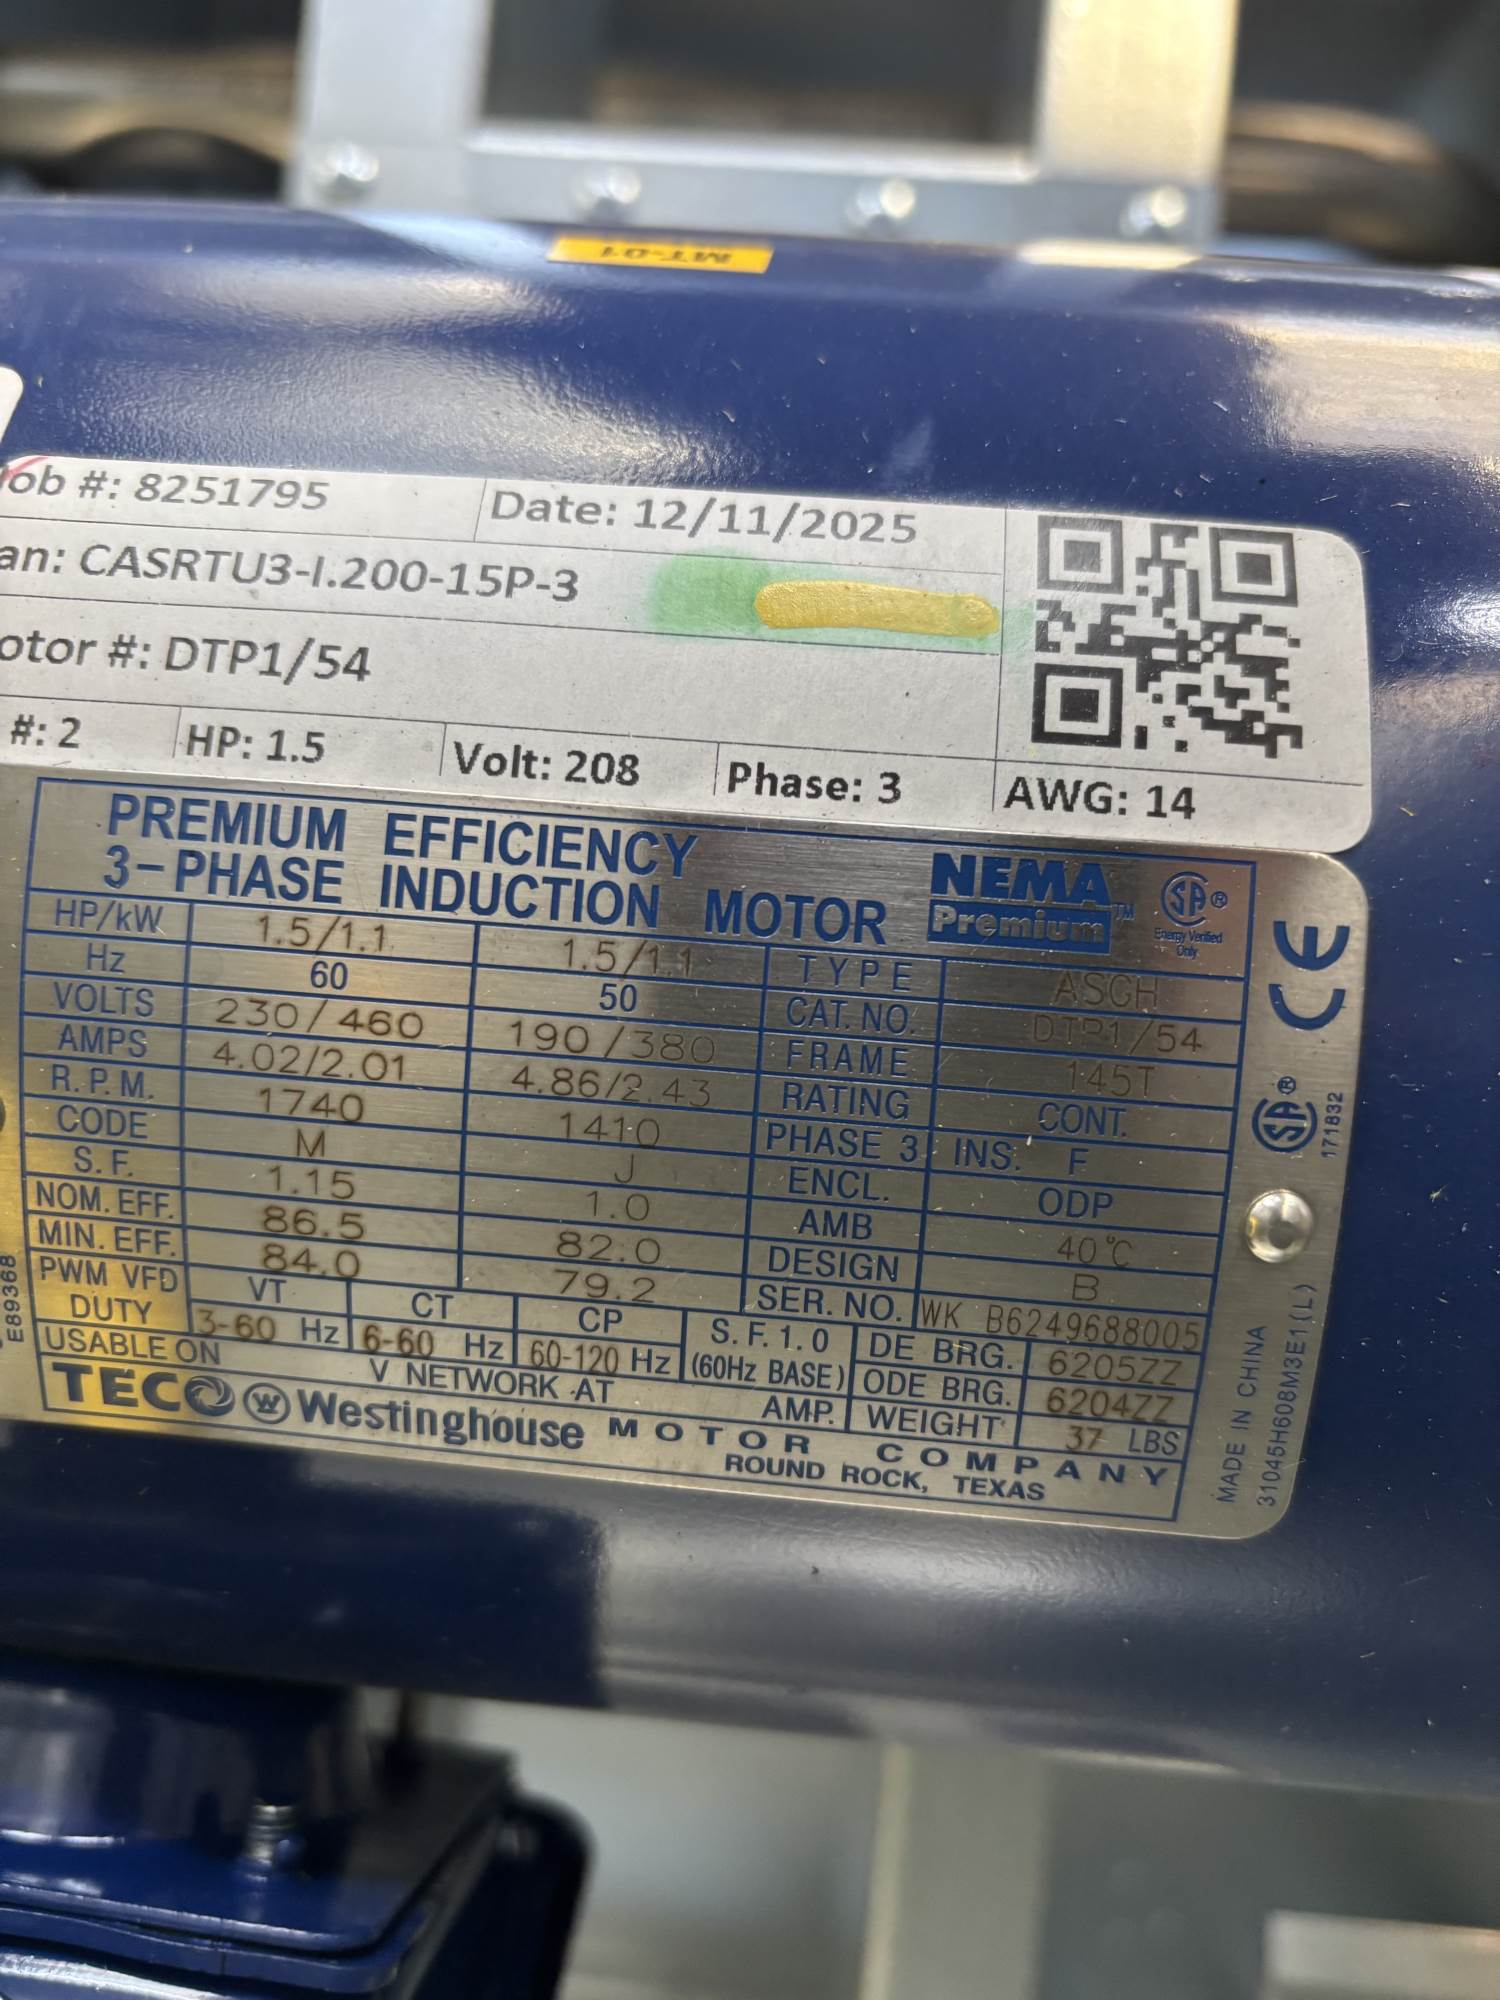 MT-01
Job #: 8251795 Date: 12/11/2025
an: CASRTU3-I.200-15P-3
otor #: DTP1/54
#: 2 HP: 1.5 Volt: 208 Phase: 3 AWG: 14
PREMIUM EFFICIENCY
3-PHASE INDUCTION MOTOR
NEMA
Premium™
SA®
Energy Verified
Only
CE
HP/kW 1.5/1.1 1.5/1.1 TYPE ASCH
Hz 60 50 CAT. NO. DTP1/54
VOLTS 230/460 190/380 FRAME 145T
AMPS 4.02/2.01 4.86/2.43 RATING CONT.
R.P.M. 1740 1410 PHASE 3 INS. F
CODE M J ENCL. ODP
S.F. 1.15 1.0 AMB 40°C
NOM. EFF. 86.5 82.0 DESIGN B
MIN. EFF. 84.0 79.2 SER. NO. WK B6249688005
PWM VFD VT CT CP S.F.1.0 DE BRG. 6205ZZ
DUTY 3-60 Hz 6-60 Hz 60-120 Hz (60Hz BASE) ODE BRG. 6204ZZ
USABLE ON V NETWORK AT AMP. WEIGHT 37 LBS
TECO Westinghouse MOTOR COMPANY
ROUND ROCK, TEXAS
E89368
SA®
171832
MADE IN CHINA
31045H608M3E1(L)